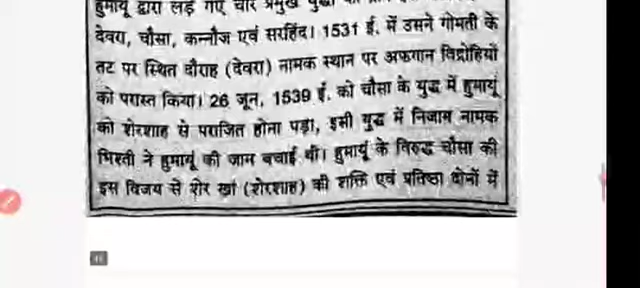 हुमायूं द्वारा लड़े गए चार प्रमुख युद्धों
देवरा, चौसा, कन्नौज एवं सरहिंद। 1531 ई. में उसने गोमती के
तट पर स्थित दौराह (देवरा) नामक स्थान पर अफगान विद्रोहियों
को परास्त किया। 26 जून, 1539 ई. को चौसा के युद्ध में हुमायूं
को शेरशाह से पराजित होना पड़ा, इसी युद्ध में निजाम नामक
भिश्ती ने हुमायूं की जान बचाई थी। हुमायूं के विरुद्ध चौसा की
इस विजय से शेर खां (शेरशाह) की शक्ति एवं प्रतिष्ठा दोनों में